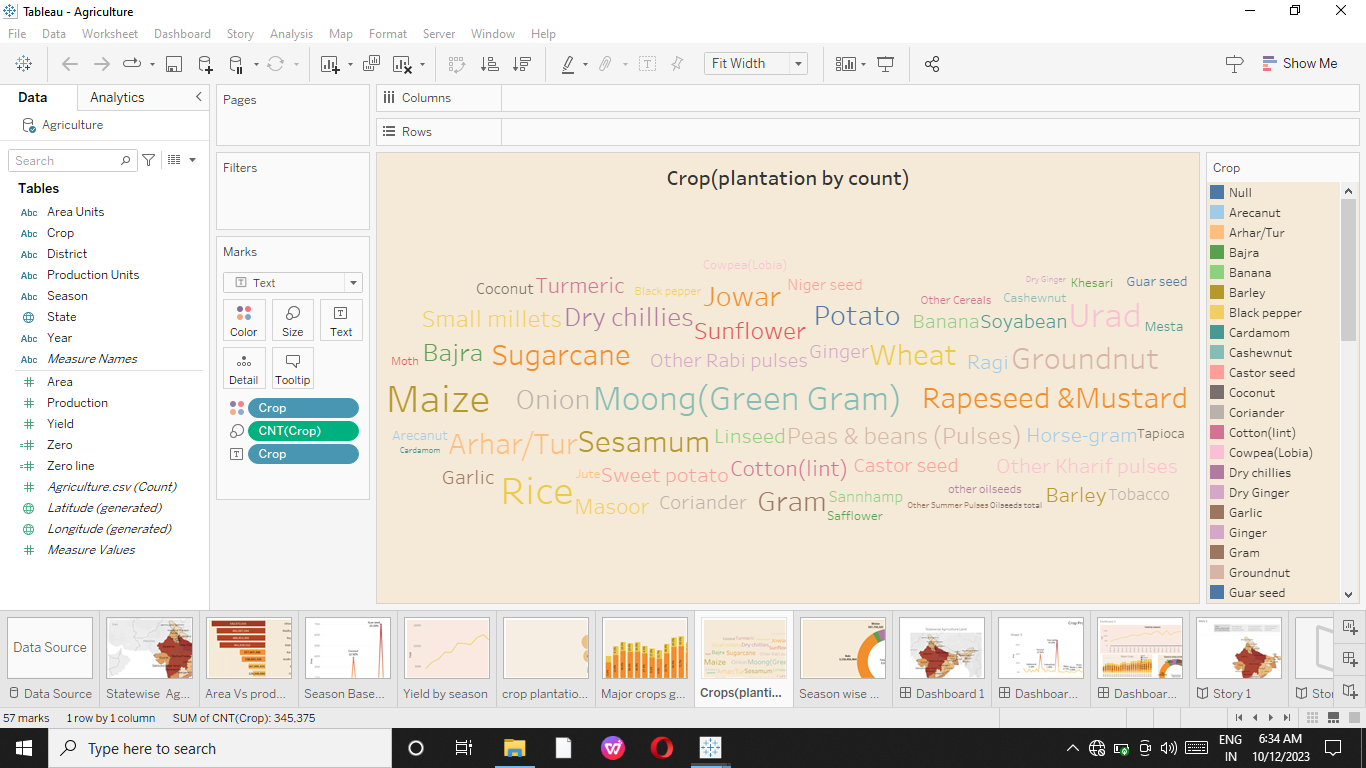 Tableau - Agriculture
File Data Worksheet Dashboard Story Analysis Map Format Server Window Help
Fit Width
Show Me
Data Analytics
Agriculture
Search
Tables
Abc Area Units
Abc Crop
Abc District
Abc Production Units
Abc Season
State
Abc Year
Abc Measure Names
Area
Production
Yield
Zero
Zero line
Agriculture.csv (Count)
Latitude (generated)
Longitude (generated)
Measure Values
Pages
Filters
Marks
Text
Color Size Text
Detail Tooltip
Crop
CNT(Crop)
Crop
Columns
Rows
Crop(plantation by count)
Cowpea(Lobia)
Coconut Turmeric Black pepper Jowar Niger seed Dry Ginger Khesari Guar seed
Other Cereals Cashewnut
Small millets Dry chillies Sunflower Potato Banana Soyabean Urad Mesta
Moth Bajra Sugarcane Other Rabi pulses Ginger Wheat Ragi Groundnut
Maize Onion Moong(Green Gram) Rapeseed &Mustard
Arecanut Arhar/Tur Sesamum Linseed Peas & beans (Pulses) Horse-gram Tapioca
Cardamom
Garlic Jute Sweet potato Cotton(lint) Castor seed Other Kharif pulses
Rice Masoor Coriander Gram Sannhamp other oilseeds Barley Tobacco
Safflower Other Summer Pulses Oilseeds total
Crop
Null
Arecanut
Arhar/Tur
Bajra
Banana
Barley
Black pepper
Cardamom
Cashewnut
Castor seed
Coconut
Coriander
Cotton(lint)
Cowpea(Lobia)
Dry chillies
Dry Ginger
Garlic
Ginger
Gram
Groundnut
Guar seed
Data Source
Data Source Statewise Ag... Area Vs prod... Season Base... Yield by season crop plantatio... Major crops g... Crops(planti... Season wise ... Dashboard 1 Dashboar... Dashboar... Story 1 Stor
57 marks 1 row by 1 column SUM of CNT(Crop): 345,375
Type here to search
ENG
IN
6:34 AM
10/12/2023